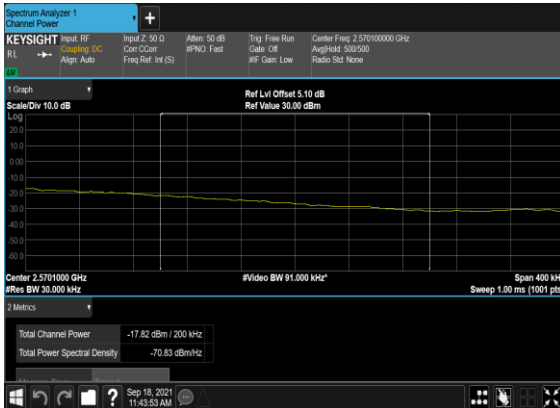 Spectrum Analyzer 1
Channel Power
+
KEYSIGHT
RL
Input: RF
Coupling: DC
Align: Auto
Input Z: 50 Ω
Corr CCorr
Freq Ref: Int (S)
Atten: 50 dB
#PNO: Fast
Trig: Free Run
Gate: Off
#IF Gain: Low
Center Freq: 2.570100000 GHz
Avg|Hold: 500/500
Radio Std: None
1 Graph
Scale/Div 10.0 dB
Ref Lvl Offset 5.10 dB
Ref Value 30.00 dBm
Log
20.0
10.0
0.00
-10.0
-20.0
-30.0
-40.0
-50.0
-60.0
Center 2.5701000 GHz
#Res BW 30.000 kHz
#Video BW 91.000 kHz*
Span 400 kH
Sweep 1.00 ms (1001 pts
2 Metrics
Total Channel Power -17.82 dBm / 200 kHz
Total Power Spectral Density -70.83 dBm/Hz
?
Sep 18, 2021
11:43:53 AM